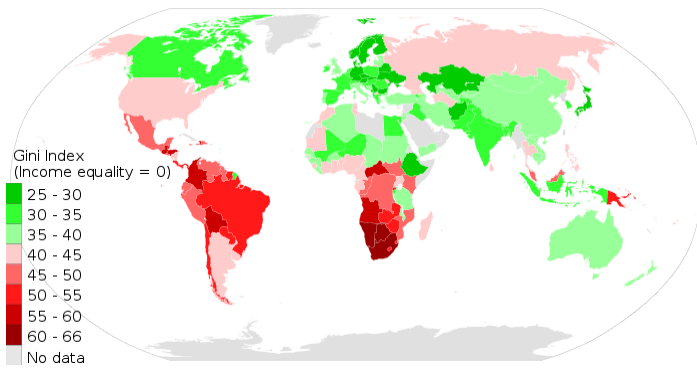 Gini Index
(Income equality = 0)
25 - 30
30 - 35
35 - 40
40 - 45
45 - 50
50 - 55
55 - 60
60 - 66
No data